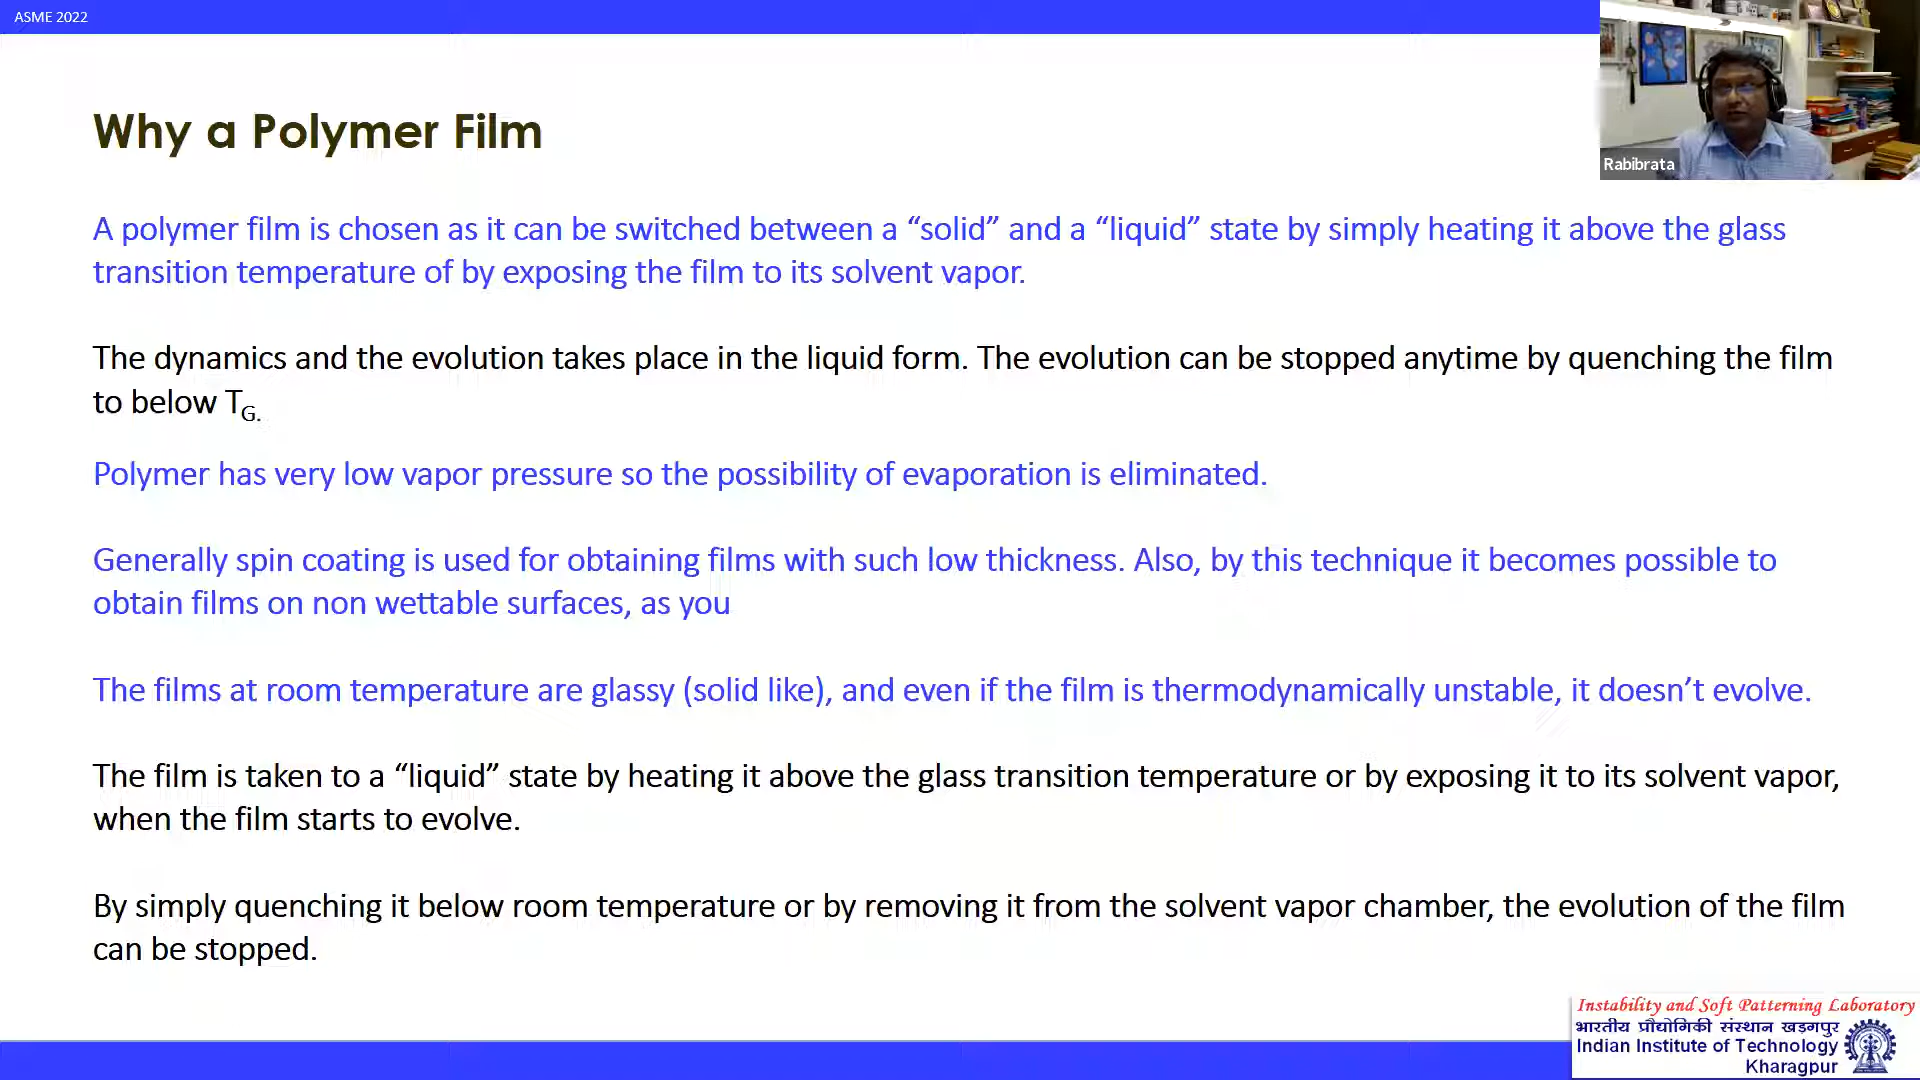 ASME 2022
Rabibrata
Why a Polymer Film
A polymer film is chosen as it can be switched between a “solid” and a “liquid” state by simply heating it above the glass
transition temperature of by exposing the film to its solvent vapor.
The dynamics and the evolution takes place in the liquid form. The evolution can be stopped anytime by quenching the film
to below TG.
Polymer has very low vapor pressure so the possibility of evaporation is eliminated.
Generally spin coating is used for obtaining films with such low thickness. Also, by this technique it becomes possible to
obtain films on non wettable surfaces, as you
The films at room temperature are glassy (solid like), and even if the film is thermodynamically unstable, it doesn’t evolve.
The film is taken to a “liquid” state by heating it above the glass transition temperature or by exposing it to its solvent vapor,
when the film starts to evolve.
By simply quenching it below room temperature or by removing it from the solvent vapor chamber, the evolution of the film
can be stopped.
Instability and Soft Patterning Laboratory
भारतीय प्रौद्योगिकी संस्थान खड़गपुर
Indian Institute of Technology
Kharagpur